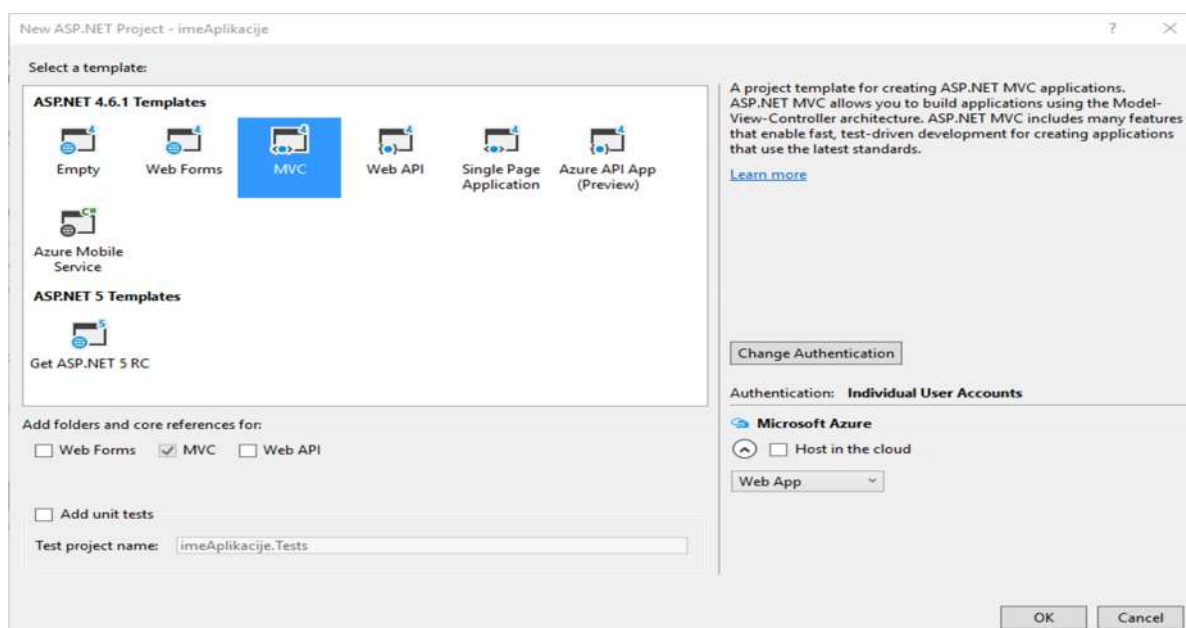 New ASP.NET Project - imeAplikacije
?
Select a template:
ASP.NET 4.6.1 Templates
Empty
Web Forms
MVC
Web API
Single Page
Application
Azure API App
(Preview)
Azure Mobile
Service
ASP.NET 5 Templates
Get ASP.NET 5 RC
A project template for creating ASP.NET MVC applications.
ASP.NET MVC allows you to build applications using the Model-
View-Controller architecture. ASP.NET MVC includes many features
that enable fast, test-driven development for creating applications
that use the latest standards.
Learn more
Change Authentication
Authentication: Individual User Accounts
Microsoft Azure
Host in the cloud
Web App
Add folders and core references for:
Web Forms MVC Web API
Add unit tests
Test project name: imeAplikacije.Tests
OK Cancel